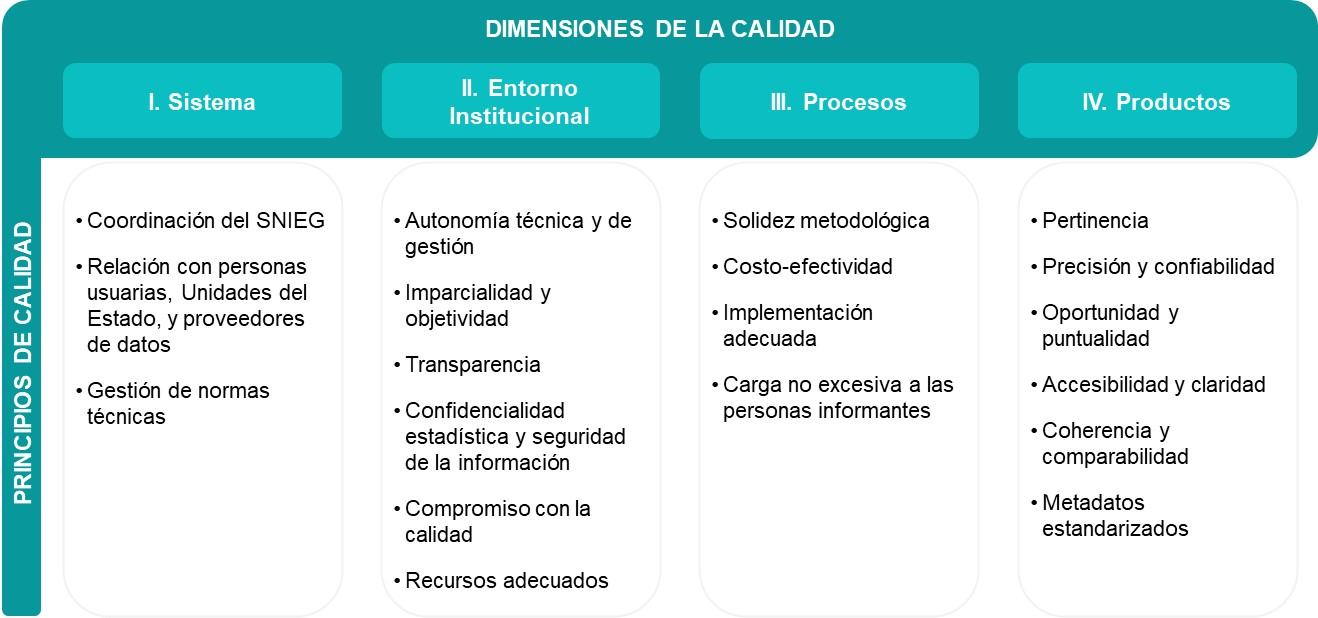 DIMENSIONES DE LA CALIDAD
I. Sistema
II. Entorno
Institucional
III. Procesos
IV. Productos
PRINCIPIOS DE CALIDAD
• Coordinación del SNIEG
• Relación con personas
usuarias, Unidades del
Estado, y proveedores
de datos
• Gestión de normas
técnicas
• Autonomía técnica y de
gestión
• Imparcialidad y
objetividad
• Transparencia
• Confidencialidad
estadística y seguridad
de la información
• Compromiso con la
calidad
• Recursos adecuados
• Solidez metodológica
• Costo-efectividad
• Implementación
adecuada
• Carga no excesiva a las
personas informantes
• Pertinencia
• Precisión y confiabilidad
• Oportunidad y
puntualidad
• Accesibilidad y claridad
• Coherencia y
comparabilidad
• Metadatos
estandarizados